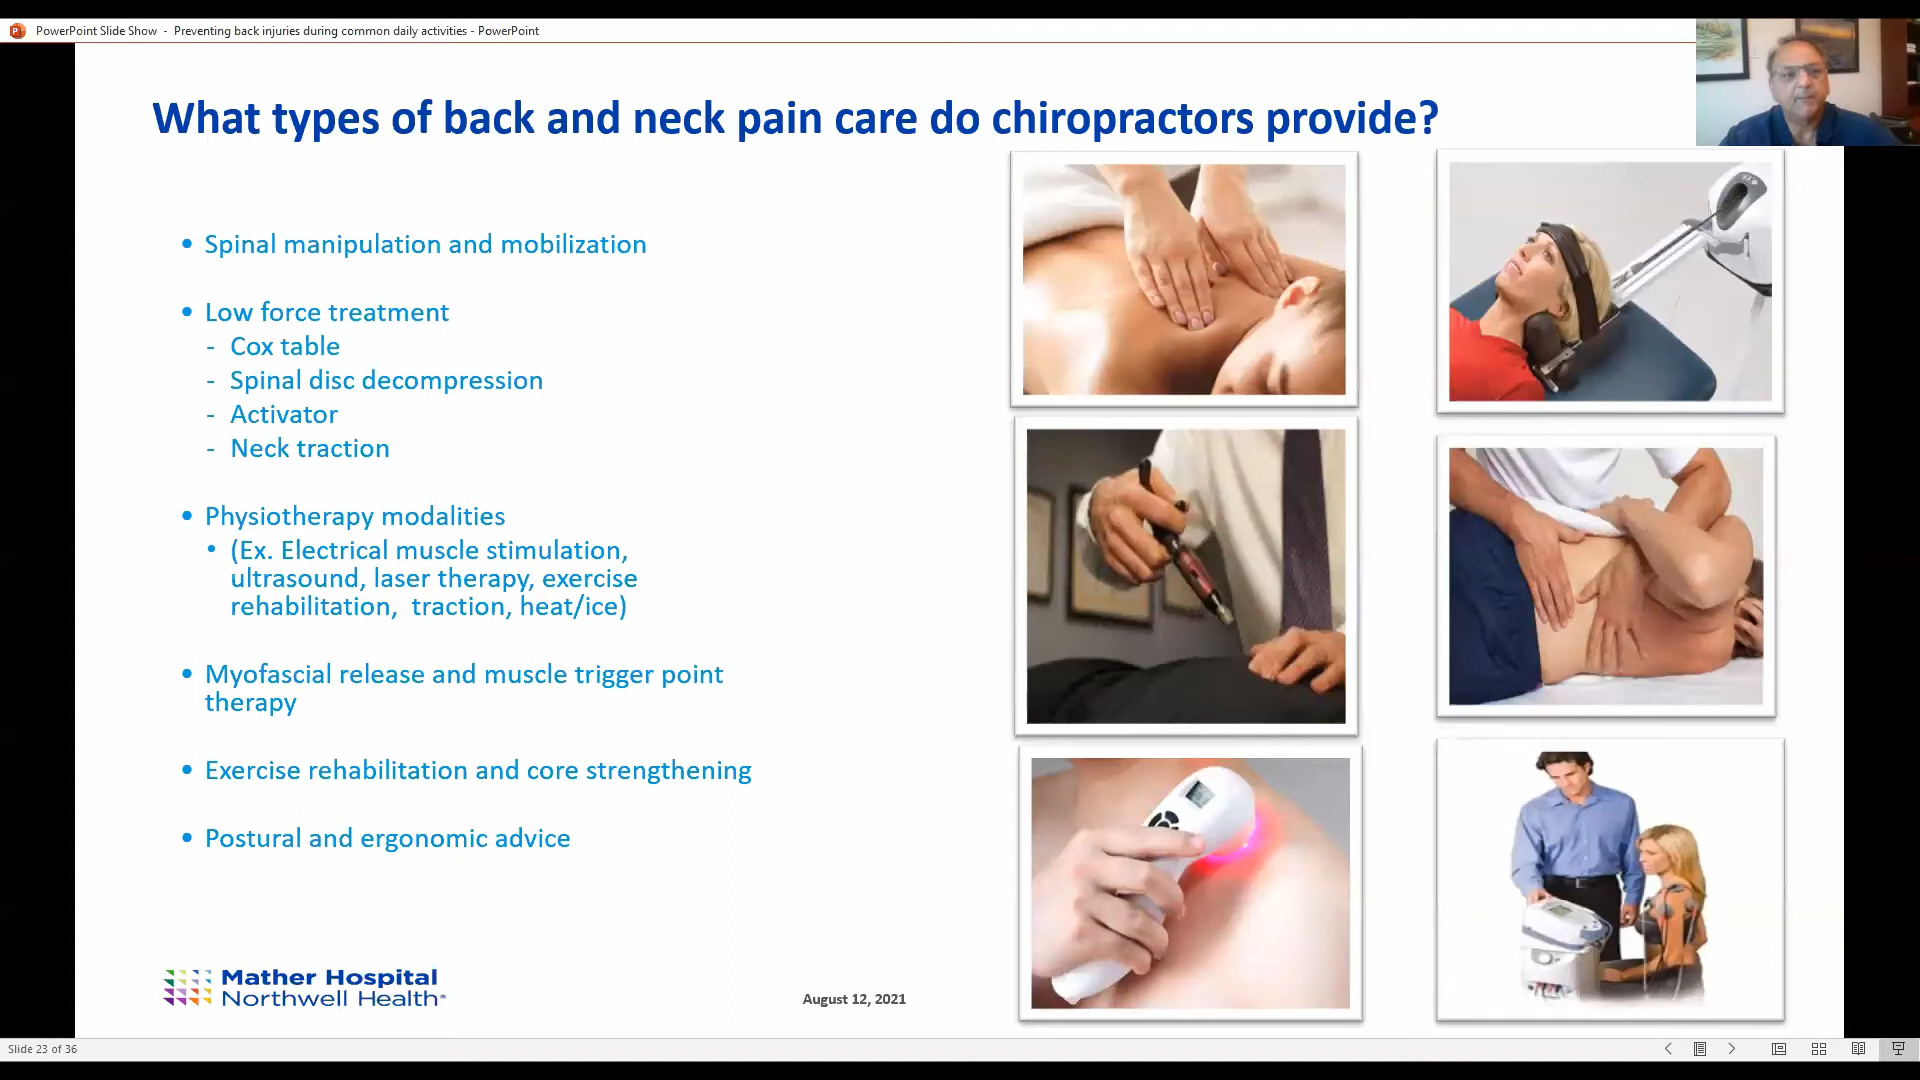 PowerPoint Slide Show - Preventing back injuries during common daily activities - PowerPoint
What types of back and neck pain care do chiropractors provide?
• Spinal manipulation and mobilization
• Low force treatment
- Cox table
- Spinal disc decompression
- Activator
- Neck traction
• Physiotherapy modalities
• (Ex. Electrical muscle stimulation,
ultrasound, laser therapy, exercise
rehabilitation, traction, heat/ice)
• Myofascial release and muscle trigger point
therapy
• Exercise rehabilitation and core strengthening
• Postural and ergonomic advice
Mather Hospital
Northwell Health®
August 12, 2021
Slide 23 of 36